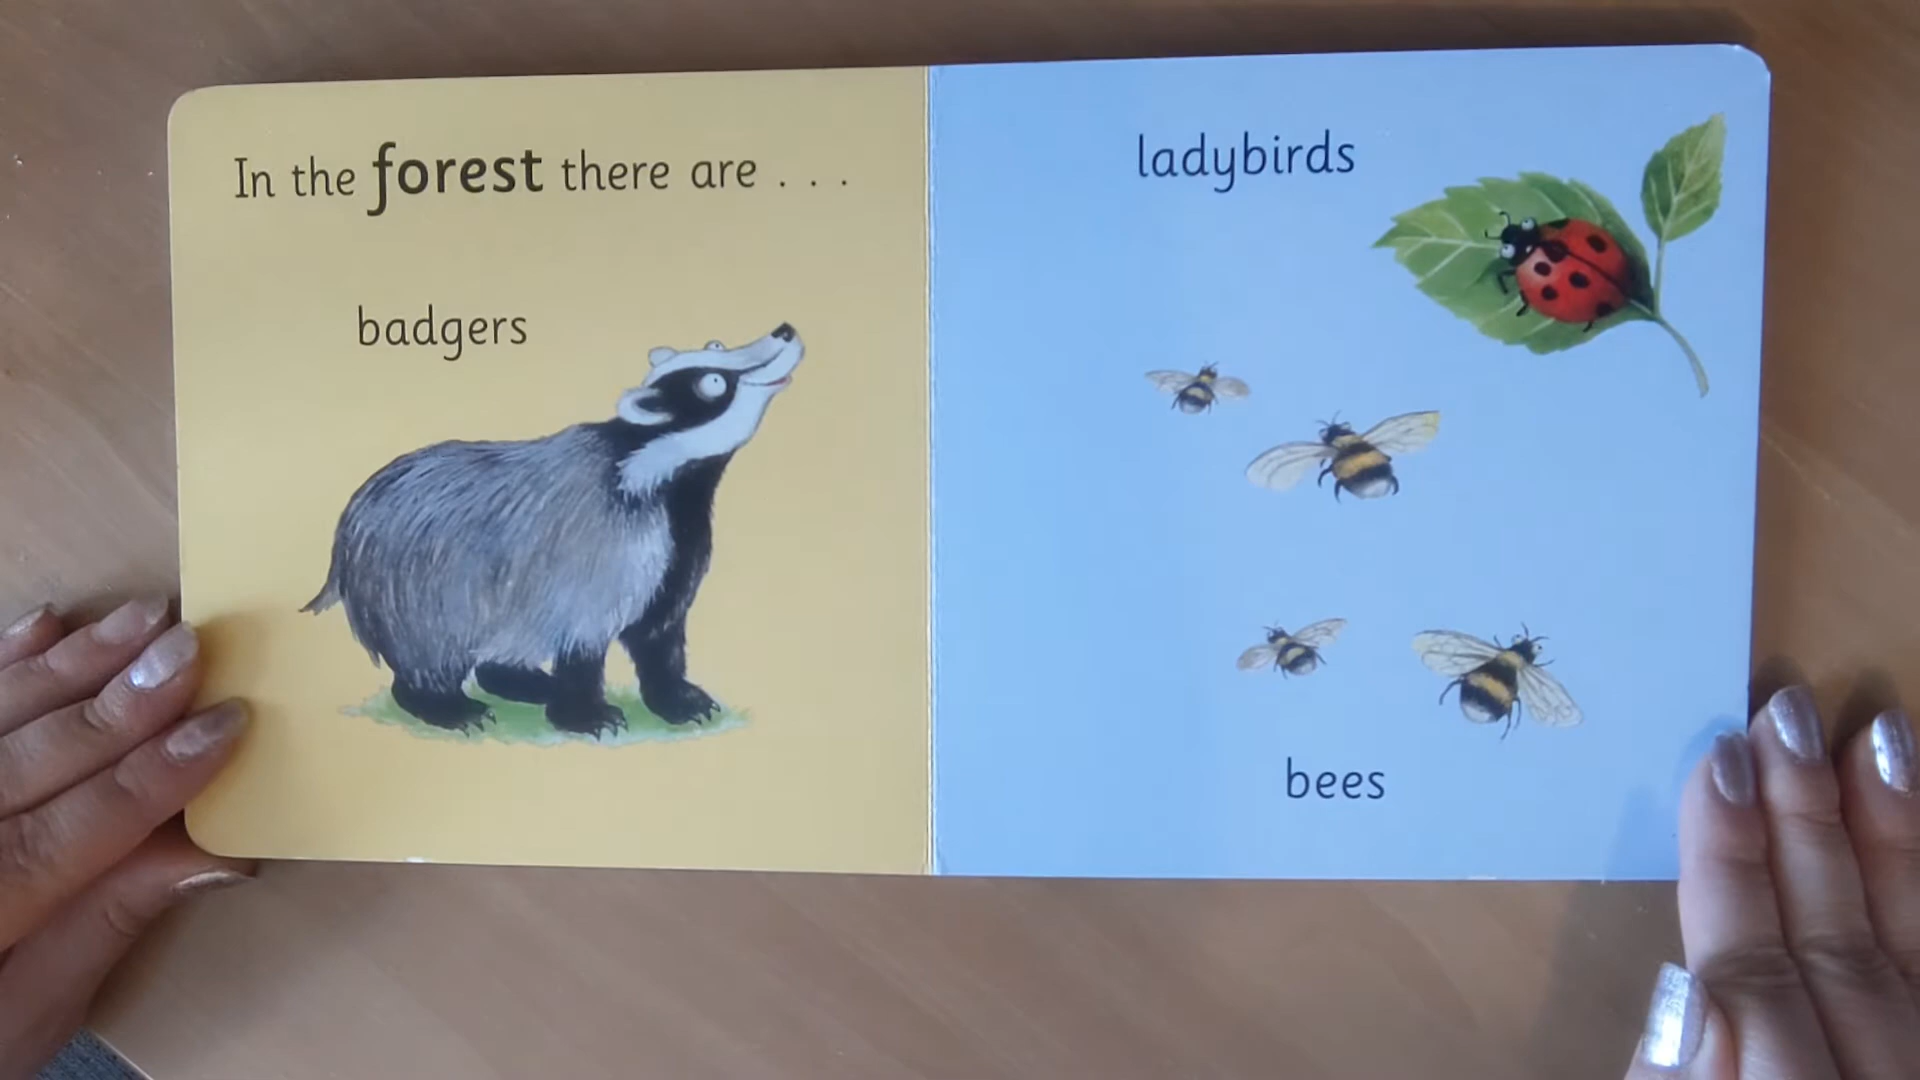 In the forest there are . . .
badgers
ladybirds
bees